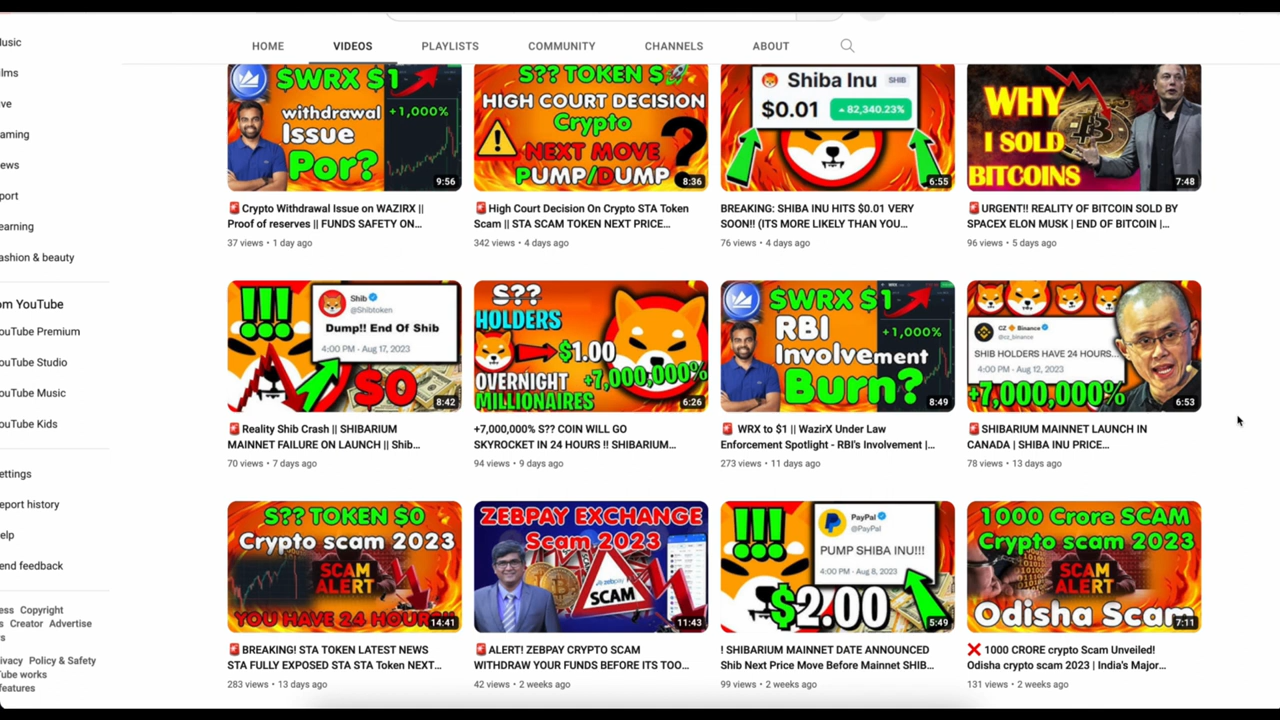 HOME VIDEOS PLAYLISTS COMMUNITY CHANNELS ABOUT
usic
ilms
ive
aming
ews
port
earning
ashion & beauty
om YouTube
ouTube Premium
ouTube Studio
ouTube Music
ouTube Kids
ettings
eport history
elp
end feedback
ess Copyright
s Creator Advertise
rs
rivacy Policy & Safety
Tube works
features
$WRX $1
withdrawal
Issue
Por?
+1,000%
9:56
🚨Crypto Withdrawal Issue on WAZIRX ||
Proof of reserves || FUNDS SAFETY ON...
37 views • 1 day ago
S?? TOKEN $
HIGH COURT DECISION
Crypto
NEXT MOVE
PUMP/DUMP
?
8:36
🚨High Court Decision On Crypto STA Token
Scam || STA SCAM TOKEN NEXT PRICE...
342 views • 4 days ago
Shiba Inu SHIB
$0.01 82,340.23%
6:55
BREAKING: SHIBA INU HITS $0.01 VERY
SOON!! (ITS MORE LIKELY THAN YOU...
76 views • 4 days ago
WHY
I SOLD
BITCOINS
7:48
🚨URGENT!! REALITY OF BITCOIN SOLD BY
SPACEX ELON MUSK | END OF BITCOIN |...
96 views • 5 days ago
!!!
Shib
@Shibtoken
Dump!! End Of Shib
4:00 PM - Aug 17, 2023
$0
8:42
🚨Reality Shib Crash || SHIBARIUM
MAINNET FAILURE ON LAUNCH || Shib...
70 views • 7 days ago
S??
HOLDERS
$1.00
+7,000,000%
OVERNIGHT
MILLIONAIRES
6:26
+7,000,000% S?? COIN WILL GO
SKYROCKET IN 24 HOURS !! SHIBARIUM...
94 views • 9 days ago
$WRX $1
RBI
Involvement
Burn?
+1,000%
8:49
🚨 WRX to $1 || WazirX Under Law
Enforcement Spotlight - RBI's Involvement |...
273 views • 11 days ago
CZ Binance
@cz_binance
SHIB HOLDERS HAVE 24 HOURS...
4:00 PM - Aug 12, 2023
+7,000,000%
6:53
🚨SHIBARIUM MAINNET LAUNCH IN
CANADA | SHIBA INU PRICE...
78 views • 13 days ago
S?? TOKEN $0
Crypto scam 2023
SCAM
ALERT
YOU HAVE 24 HOUR
14:41
🚨BREAKING! STA TOKEN LATEST NEWS
STA FULLY EXPOSED STA STA Token NEXT...
283 views • 13 days ago
ZEBPAY EXCHANGE
Scam 2023
SCAM
11:43
🚨ALERT! ZEBPAY CRYPTO SCAM
WITHDRAW YOUR FUNDS BEFORE ITS TOO...
42 views • 2 weeks ago
!!!
PayPal
@PayPal
PUMP SHIBA INU!!!
4:00 PM - Aug 8, 2023
$2.00
5:49
! SHIBARIUM MAINNET DATE ANNOUNCED
Shib Next Price Move Before Mainnet SHIB...
99 views • 2 weeks ago
1000 Crore SCAM
Crypto scam 2023
SCAM
ALERT
Odisha Scam
7:11
❌ 1000 CRORE crypto Scam Unveiled!
Odisha crypto scam 2023 | India's Major...
131 views • 2 weeks ago